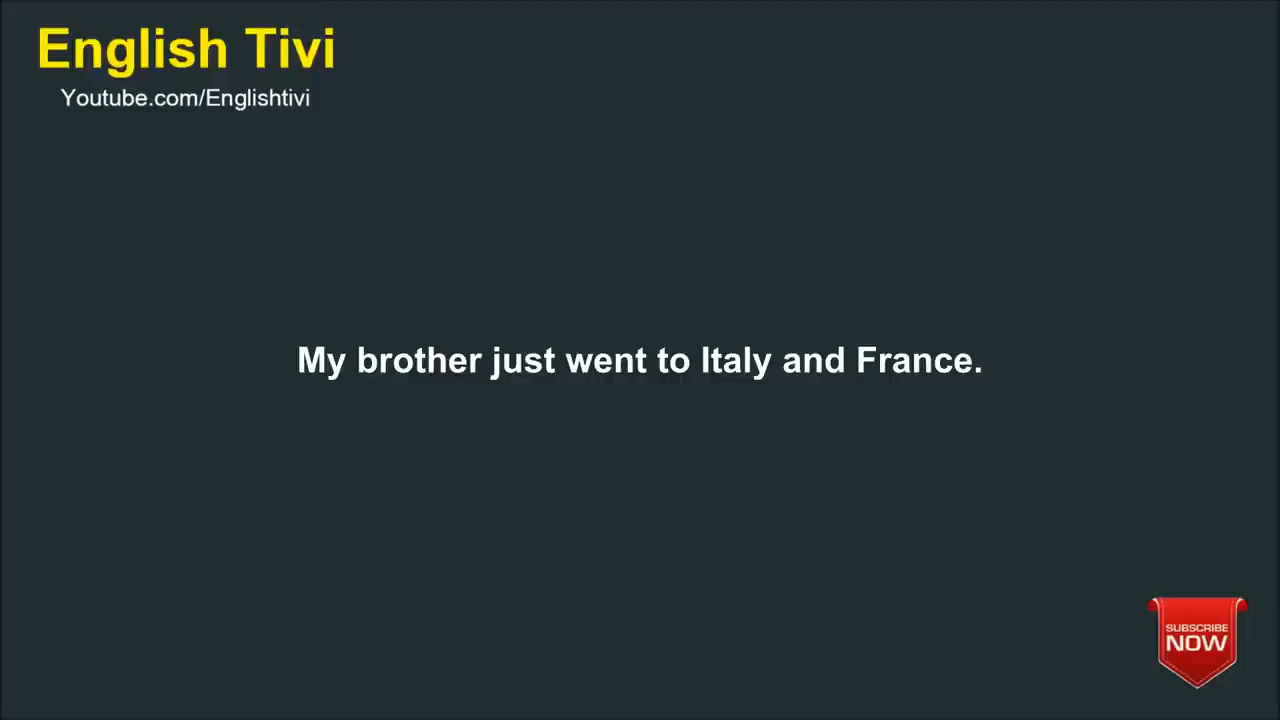 English Tivi
Youtube.com/Englishtivi
My brother just went to Italy and France.
SUBSCRIBE
NOW